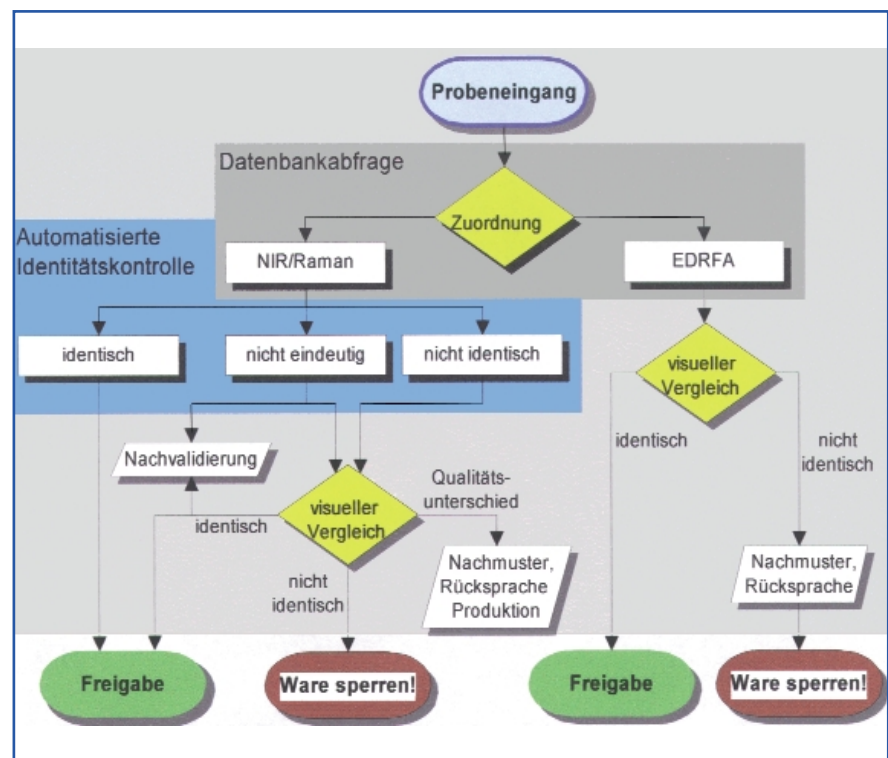 Probeneingang
Datenbankabfrage
Zuordnung
Automatisierte
Identitätskontrolle
NIR/Raman
EDRFA
identisch
nicht eindeutig
nicht identisch
visueller
Vergleich
identisch
nicht
identisch
Nachvalidierung
Qualitäts-
unterschied
visueller
Vergleich
identisch
nicht
identisch
Nachmuster,
Rücksprache
Produktion
Nachmuster,
Rücksprache
Freigabe
Ware sperren!
Freigabe
Ware sperren!